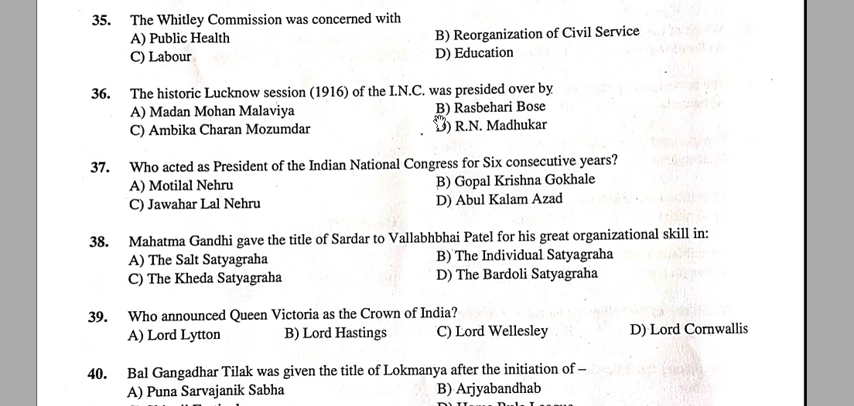 35. The Whitley Commission was concerned with
A) Public Health B) Reorganization of Civil Service
C) Labour D) Education
36. The historic Lucknow session (1916) of the I.N.C. was presided over by
A) Madan Mohan Malaviya B) Rasbehari Bose
C) Ambika Charan Mozumdar D) R.N. Madhukar
37. Who acted as President of the Indian National Congress for Six consecutive years?
A) Motilal Nehru B) Gopal Krishna Gokhale
C) Jawahar Lal Nehru D) Abul Kalam Azad
38. Mahatma Gandhi gave the title of Sardar to Vallabhbhai Patel for his great organizational skill in:
A) The Salt Satyagraha B) The Individual Satyagraha
C) The Kheda Satyagraha D) The Bardoli Satyagraha
39. Who announced Queen Victoria as the Crown of India?
A) Lord Lytton B) Lord Hastings C) Lord Wellesley D) Lord Cornwallis
40. Bal Gangadhar Tilak was given the title of Lokmanya after the initiation of –
A) Puna Sarvajanik Sabha B) Arjyabandhab